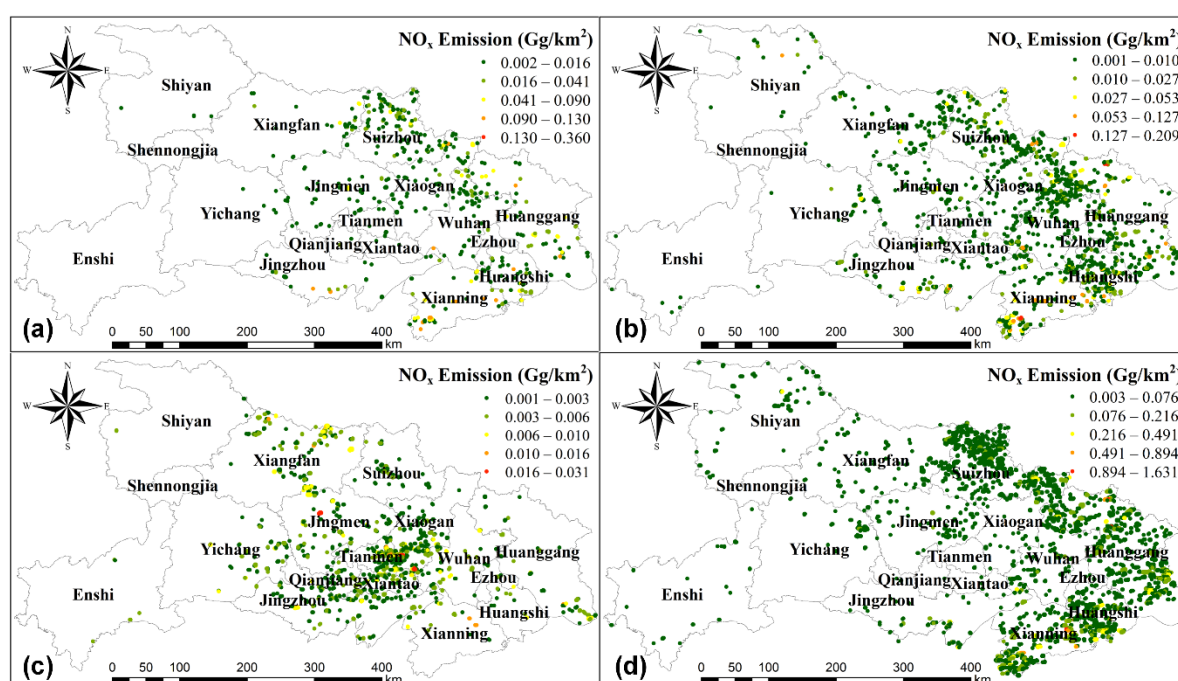 N
W E
S
NOx Emission (Gg/km²)
0.002 – 0.016
0.016 – 0.041
0.041 – 0.090
0.090 – 0.130
0.130 – 0.360
Shiyan
Xiangfan
Suizhou
Shennongjia
Jingmen Xiaogan
Yichang
Tianmen
Wuhan Huanggang
Qianjiang Xiantao
Ezhou
Enshi
Jingzhou
Huangshi
Xianning
(a)
0 50 100 200 300 400
km
N
W E
S
NOx Emission (Gg/km²)
0.001 – 0.010
0.010 – 0.027
0.027 – 0.053
0.053 – 0.127
0.127 – 0.209
Shiyan
Xiangfan
Suizhou
Shennongjia
Jingmen Xiaogan
Yichang
Tianmen
Wuhan Huanggang
Qianjiang Xiantao
Ezhou
Enshi
Jingzhou
Huangshi
Xianning
(b)
0 50 100 200 300 400
km
N
W E
S
NOx Emission (Gg/km²)
0.001 – 0.003
0.003 – 0.006
0.006 – 0.010
0.010 – 0.016
0.016 – 0.031
Shiyan
Xiangfan
Suizhou
Shennongjia
Jingmen Xiaogan
Yichang
Tianmen
Wuhan Huanggang
Qianjiang Xiantao
Ezhou
Enshi
Jingzhou
Huangshi
Xianning
(c)
0 50 100 200 300 400
km
N
W E
S
NOx Emission (Gg/km²)
0.003 – 0.076
0.076 – 0.216
0.216 – 0.491
0.491 – 0.894
0.894 – 1.631
Shiyan
Xiangfan
Suizhou
Shennongjia
Jingmen Xiaogan
Yichang
Tianmen
Wuhan Huanggang
Qianjiang Xiantao
Ezhou
Enshi
Jingzhou
Huangshi
Xianning
(d)
0 50 100 200 300 400
km